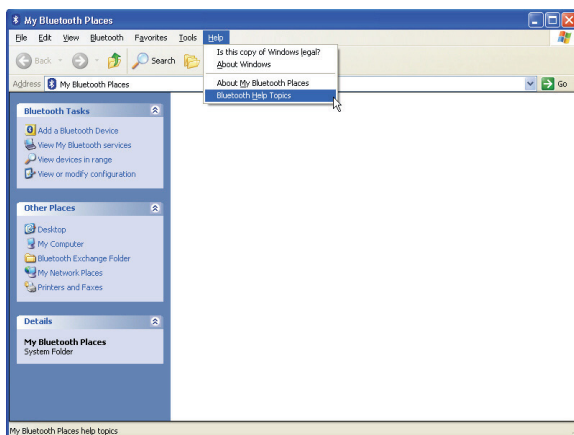 My Bluetooth Places
File Edit View Bluetooth Favorites Tools Help
Back Search
Is this copy of Windows legal?
About Windows
About My Bluetooth Places
Bluetooth Help Topics
Address My Bluetooth Places Go
Bluetooth Tasks
Add a Bluetooth Device
View My Bluetooth services
View devices in range
View or modify configuration
Other Places
Desktop
My Computer
Bluetooth Exchange Folder
My Network Places
Printers and Faxes
Details
My Bluetooth Places
System Folder
My Bluetooth Places help topics